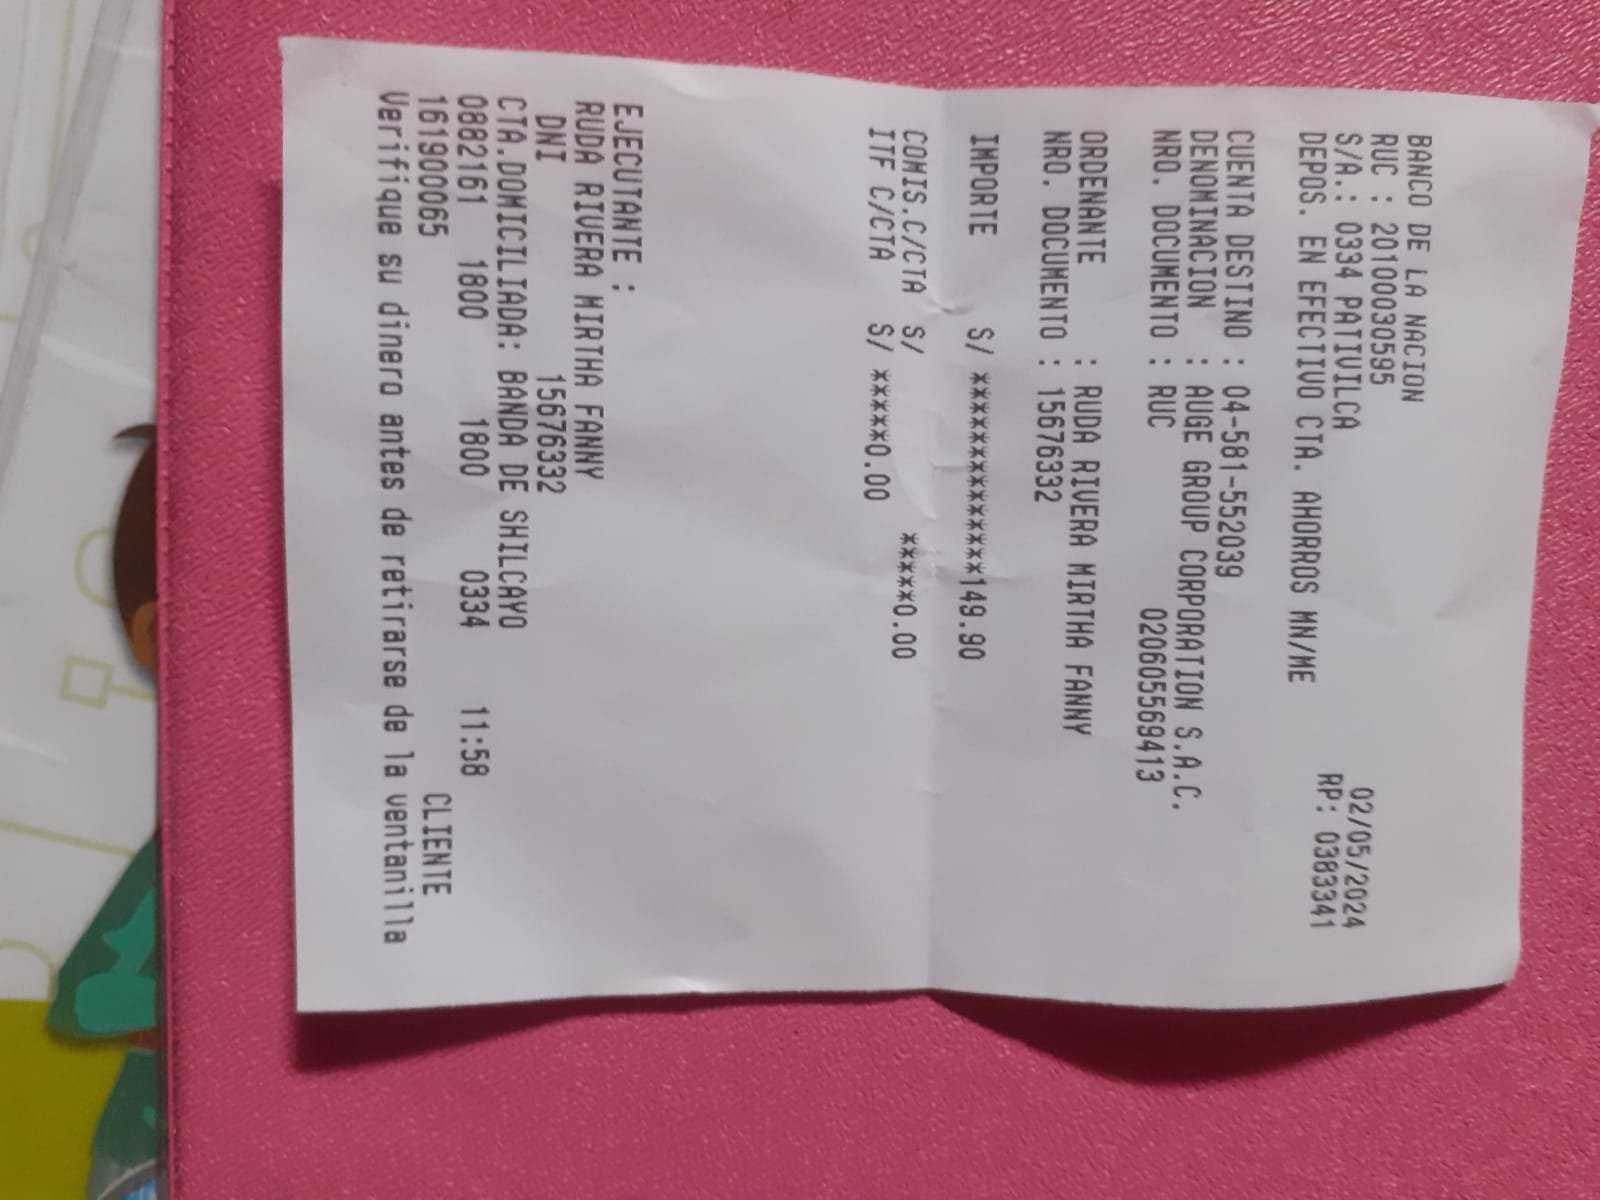 BANCO DE LA NACION
RUC : 20100030595
S/A.: 0334 PATIVILCA 02/05/2024
DEPOS. EN EFECTIVO CTA. AHORROS MN/ME RP: 0383341
CUENTA DESTINO : 04-581-552039
DENOMINACION : AUGE GROUP CORPORATION S.A.C.
NRO. DOCUMENTO : RUC 020605569413
ORDENANTE : RUDA RIVERA MIRTHA FANNY
NRO. DOCUMENTO : 15676332
IMPORTE S/ ***************149.90
COMIS.C/CTA S/ *****0.00
ITF C/CTA S/ *****0.00
EJECUTANTE :
RUDA RIVERA MIRTHA FANNY
DNI 15676332
CTA.DOMICILIADA: BANDA DE SHILCAYO
0882161 1800 1800 0334 11:58
161900065 CLIENTE
Verifique su dinero antes de retirarse de la ventanilla